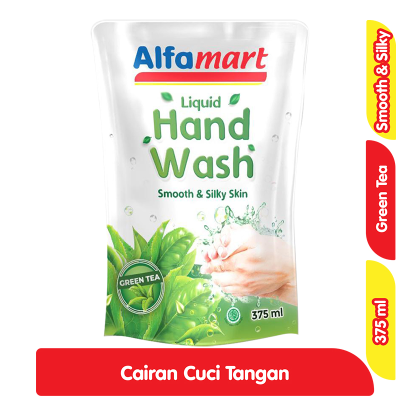 Alfamart
Liquid
Hand
Wash
Smooth & Silky Skin
GREEN TEA
375 ml
Smooth & Silky
Green Tea
375 ml
Cairan Cuci Tangan